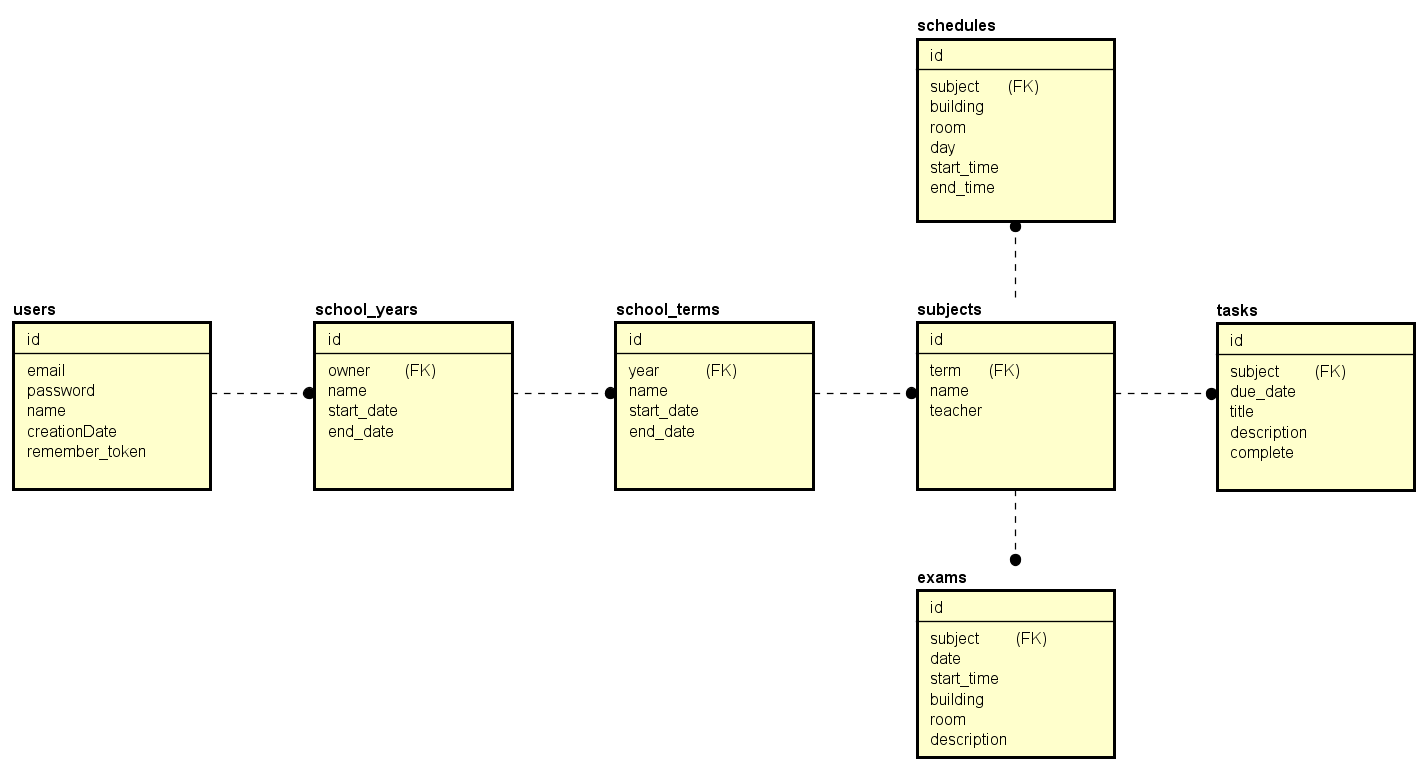 schedules
id
subject (FK)
building
room
day
start_time
end_time
users
id
email
password
name
creationDate
remember_token
school_years
id
owner (FK)
name
start_date
end_date
school_terms
id
year (FK)
name
start_date
end_date
subjects
id
term (FK)
name
teacher
tasks
id
subject (FK)
due_date
title
description
complete
exams
id
subject (FK)
date
start_time
building
room
description